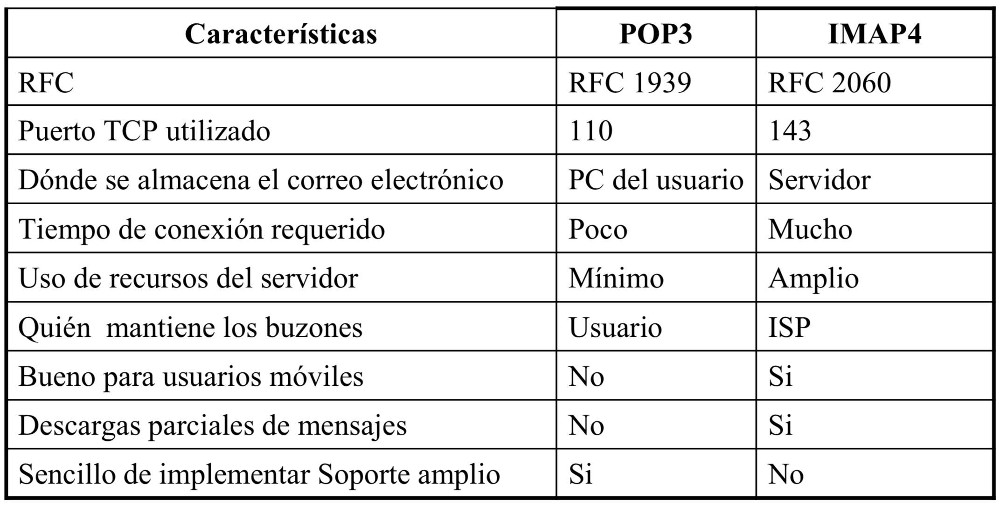 Características POP3 IMAP4
RFC RFC 1939 RFC 2060
Puerto TCP utilizado 110 143
Dónde se almacena el correo electrónico PC del usuario Servidor
Tiempo de conexión requerido Poco Mucho
Uso de recursos del servidor Mínimo Amplio
Quién  mantiene los buzones Usuario ISP
Bueno para usuarios móviles No Si
Descargas parciales de mensajes No Si
Sencillo de implementar Soporte amplio Si No